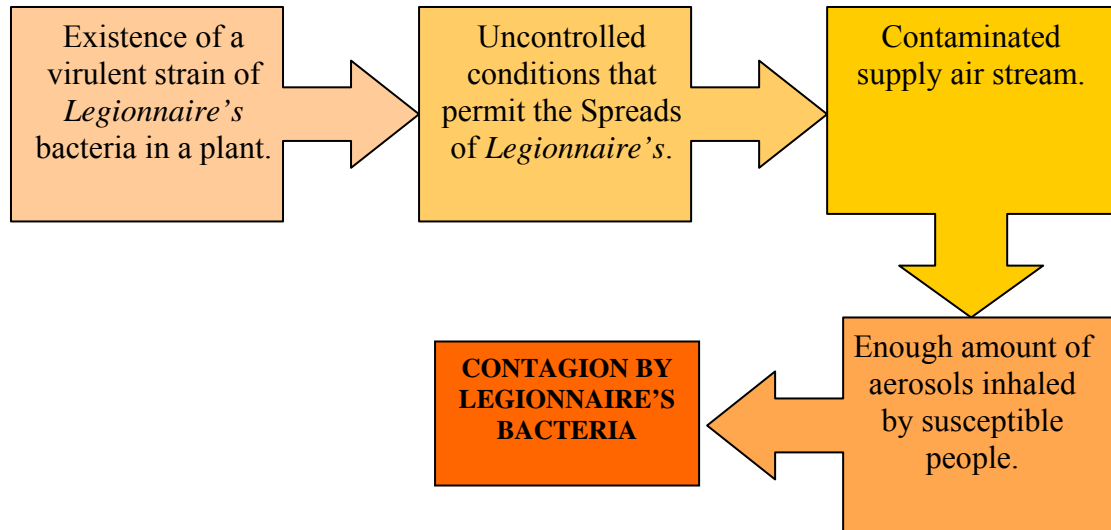 Existence of a
virulent strain of
Legionnaire's
bacteria in a plant.
Uncontrolled
conditions that
permit the Spreads
of Legionnaire's.
Contaminated
supply air stream.
Enough amount of
aerosols inhaled
by susceptible
people.
CONTAGION BY
LEGIONNAIRE'S
BACTERIA